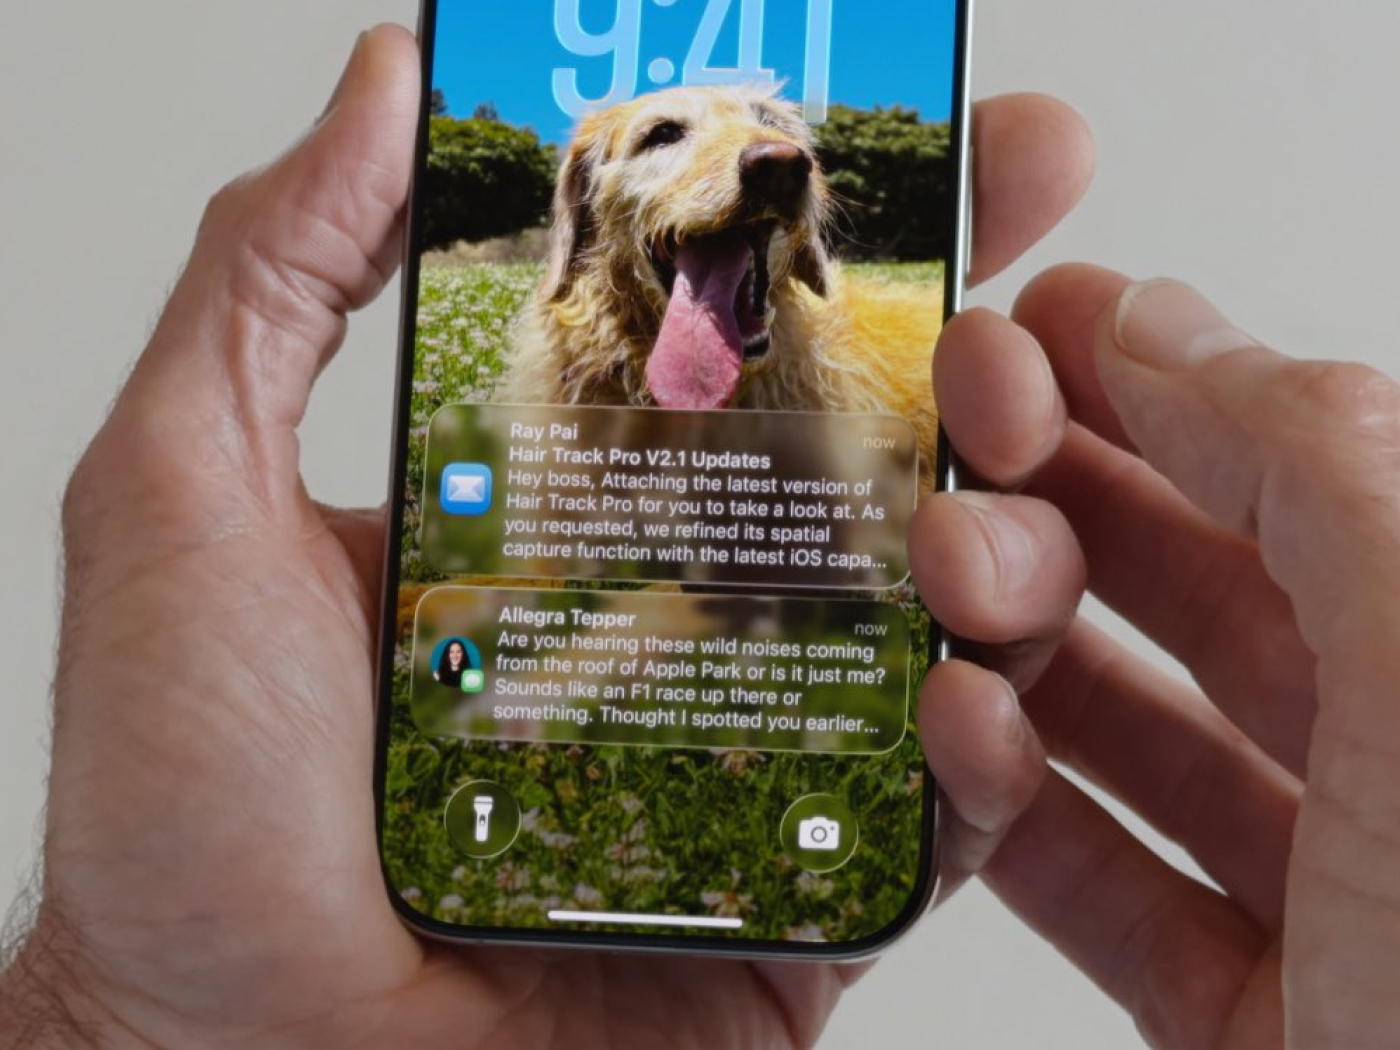 9:41
Ray Pai
now
Hair Track Pro V2.1 Updates
Hey boss, Attaching the latest version of
Hair Track Pro for you to take a look at. As
you requested, we refined its spatial
capture function with the latest iOS capa...
Allegra Tepper
now
Are you hearing these wild noises coming
from the roof of Apple Park or is it just me?
Sounds like an F1 race up there or
something. Thought I spotted you earlier...